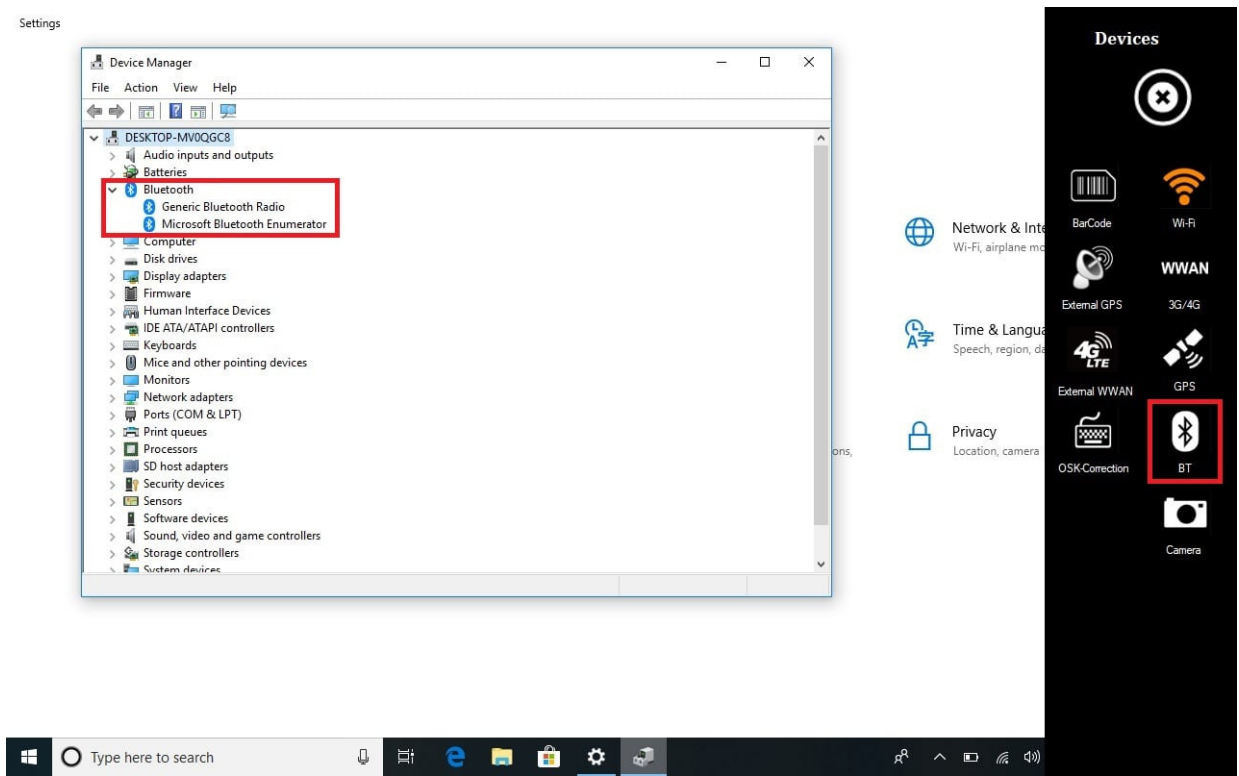 Settings
Device Manager
File Action View Help
DESKTOP-MV0QGC8
Audio inputs and outputs
Batteries
Bluetooth
Generic Bluetooth Radio
Microsoft Bluetooth Enumerator
Computer
Disk drives
Display adapters
Firmware
Human Interface Devices
IDE ATA/ATAPI controllers
Keyboards
Mice and other pointing devices
Monitors
Network adapters
Ports (COM & LPT)
Print queues
Processors
SD host adapters
Security devices
Sensors
Software devices
Sound, video and game controllers
Storage controllers
System devices
ons,
Network & Inte
Wi-Fi, airplane mo
Time & Langua
Speech, region, da
Privacy
Location, camera
Devices
BarCode
Wi-Fi
External GPS
WWAN
3G/4G
4G
LTE
External WWAN
GPS
OSK-Correction
BT
Camera
Type here to search